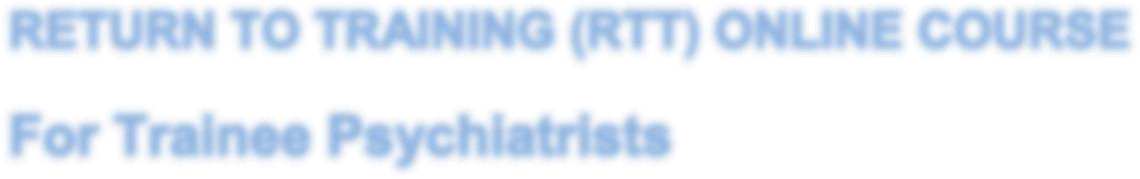 RETURN TO TRAINING (RTT) ONLINE COURSE
For Trainee Psychiatrists